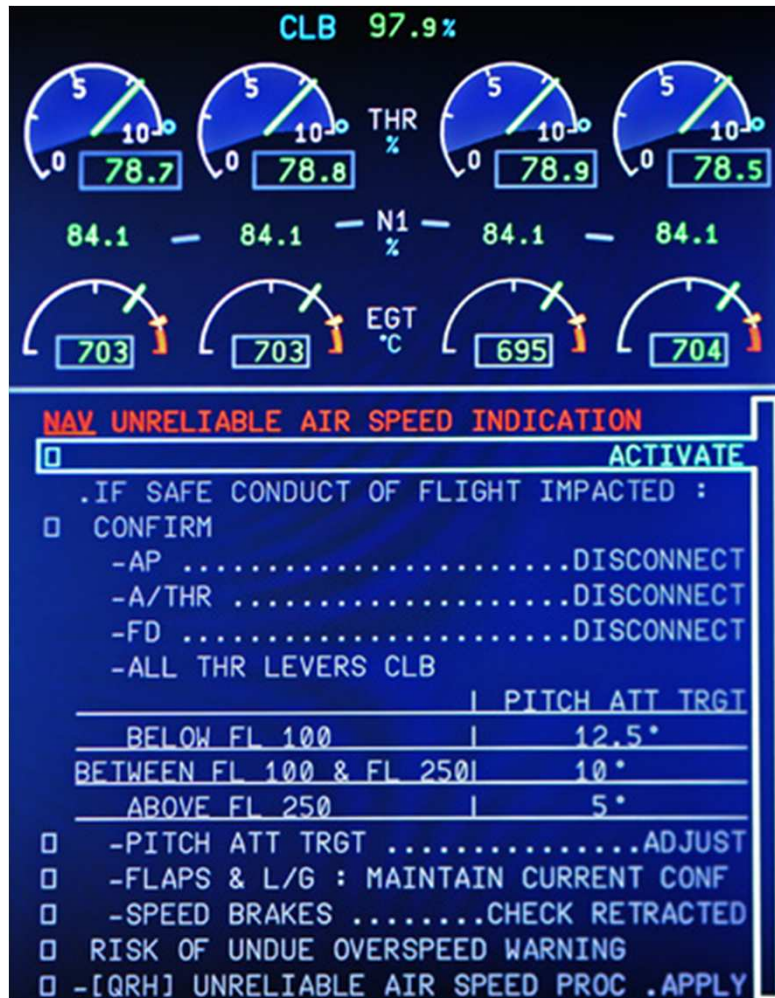 CLB 97.9%
5 5 5 5
10 10 THR 10 10
0 78.7 0 78.8 % 0 78.9 0 78.5
84.1 84.1 N1 84.1 84.1
%
EGT
703 703 °C 695 704
NAV UNRELIABLE AIR SPEED INDICATION
ACTIVATE
.IF SAFE CONDUCT OF FLIGHT IMPACTED :
CONFIRM
-AP .......................DISCONNECT
-A/THR ....................DISCONNECT
-FD .......................DISCONNECT
-ALL THR LEVERS CLB
PITCH ATT TRGT
BELOW FL 100 12.5°
BETWEEN FL 100 & FL 250 10°
ABOVE FL 250 5°
-PITCH ATT TRGT ...............ADJUST
-FLAPS & L/G : MAINTAIN CURRENT CONF
-SPEED BRAKES ........CHECK RETRACTED
RISK OF UNDUE OVERSPEED WARNING
-[QRH] UNRELIABLE AIR SPEED PROC .APPLY